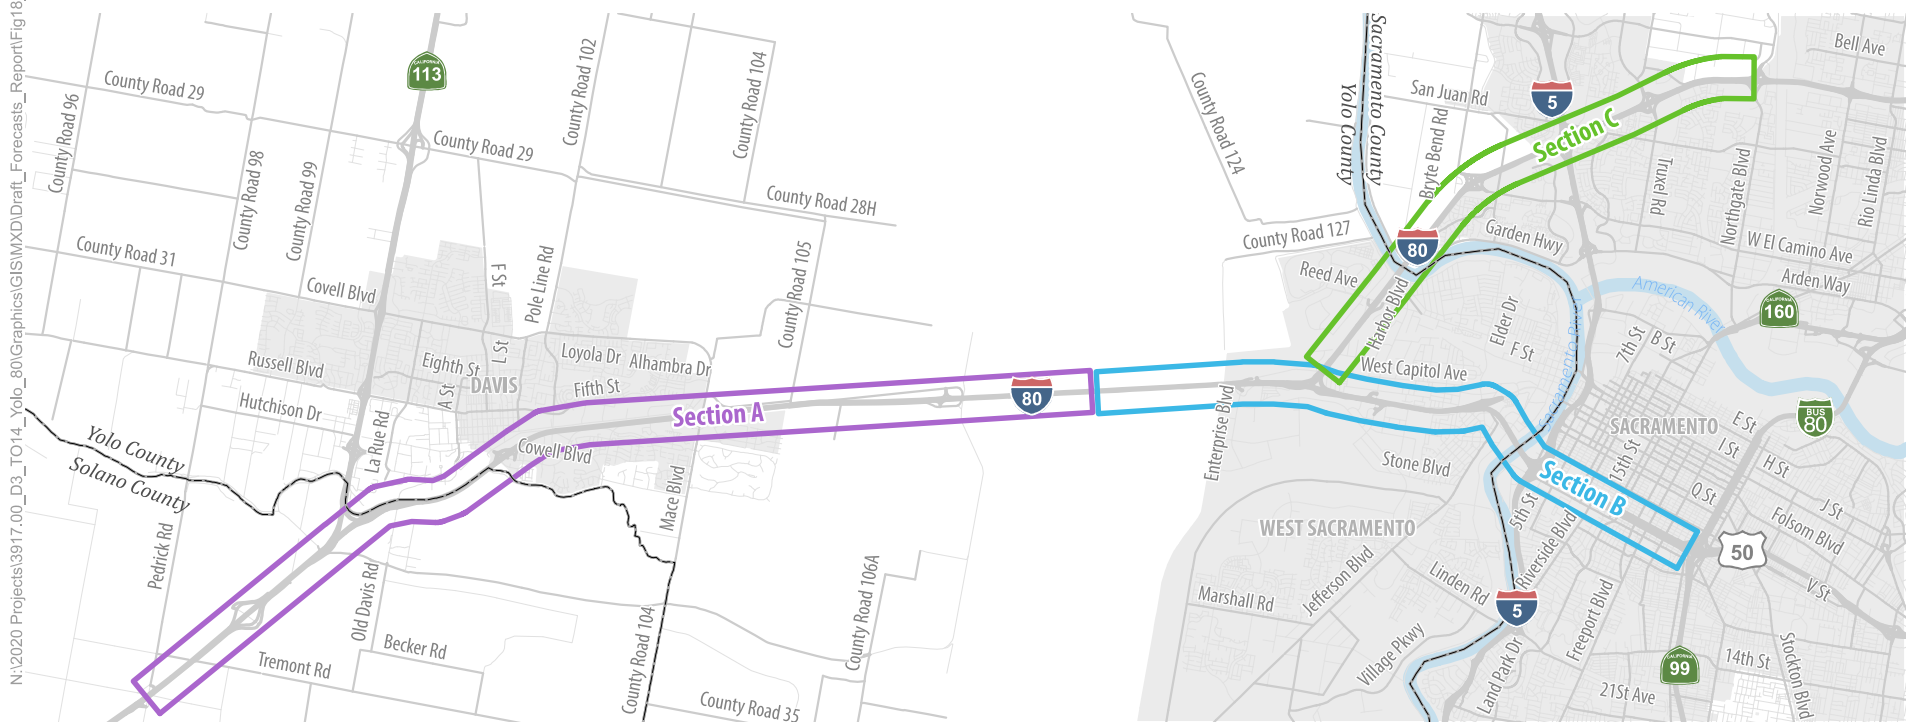 N:\2020 Projects\3917.00_D3_TO14_Yolo_80\Graphics\GIS\MXD\Draft_Forecasts_Report\Fig18
County Road 96
County Road 29
113
County Road 98
County Road 99
County Road 31
Covell Blvd
County Road 29
County Road 102
County Road 104
County Road 28H
County Road 105
F St
Pole Line Rd
Russell Blvd
Hutchison Dr
Eighth St
L St
A St
DAVIS
Loyola Dr
Alhambra Dr
Fifth St
La Rue Rd
Cowell Blvd
Section A
80
Yolo County
Solano County
Pedrick Rd
Old Davis Rd
Mace Blvd
Tremont Rd
Becker Rd
County Road 104
County Road 106A
County Road 35
County Road 124
County Road 127
Yolo County
Sacramento County
San Juan Rd
Bryte Bend Rd
5
Section C
Bell Ave
Truxel Rd
Northgate Blvd
Norwood Ave
Rio Linda Blvd
80
Garden Hwy
W El Camino Ave
Arden Way
Reed Ave
Harbor Blvd
Elder Dr
F St
West Capitol Ave
Enterprise Blvd
Sacramento River
American River
160
7th St
B St
SACRAMENTO
E St
I St
H St
J St
BUS
80
15th St
Q St
Folsom Blvd
V St
Section B
50
Stone Blvd
5th St
Riverside Blvd
WEST SACRAMENTO
Jefferson Blvd
Linden Rd
Marshall Rd
Village Pkwy
5
Land Park Dr
Freeport Blvd
CALIFORNIA
99
14th St
21St Ave
Stockton Blvd